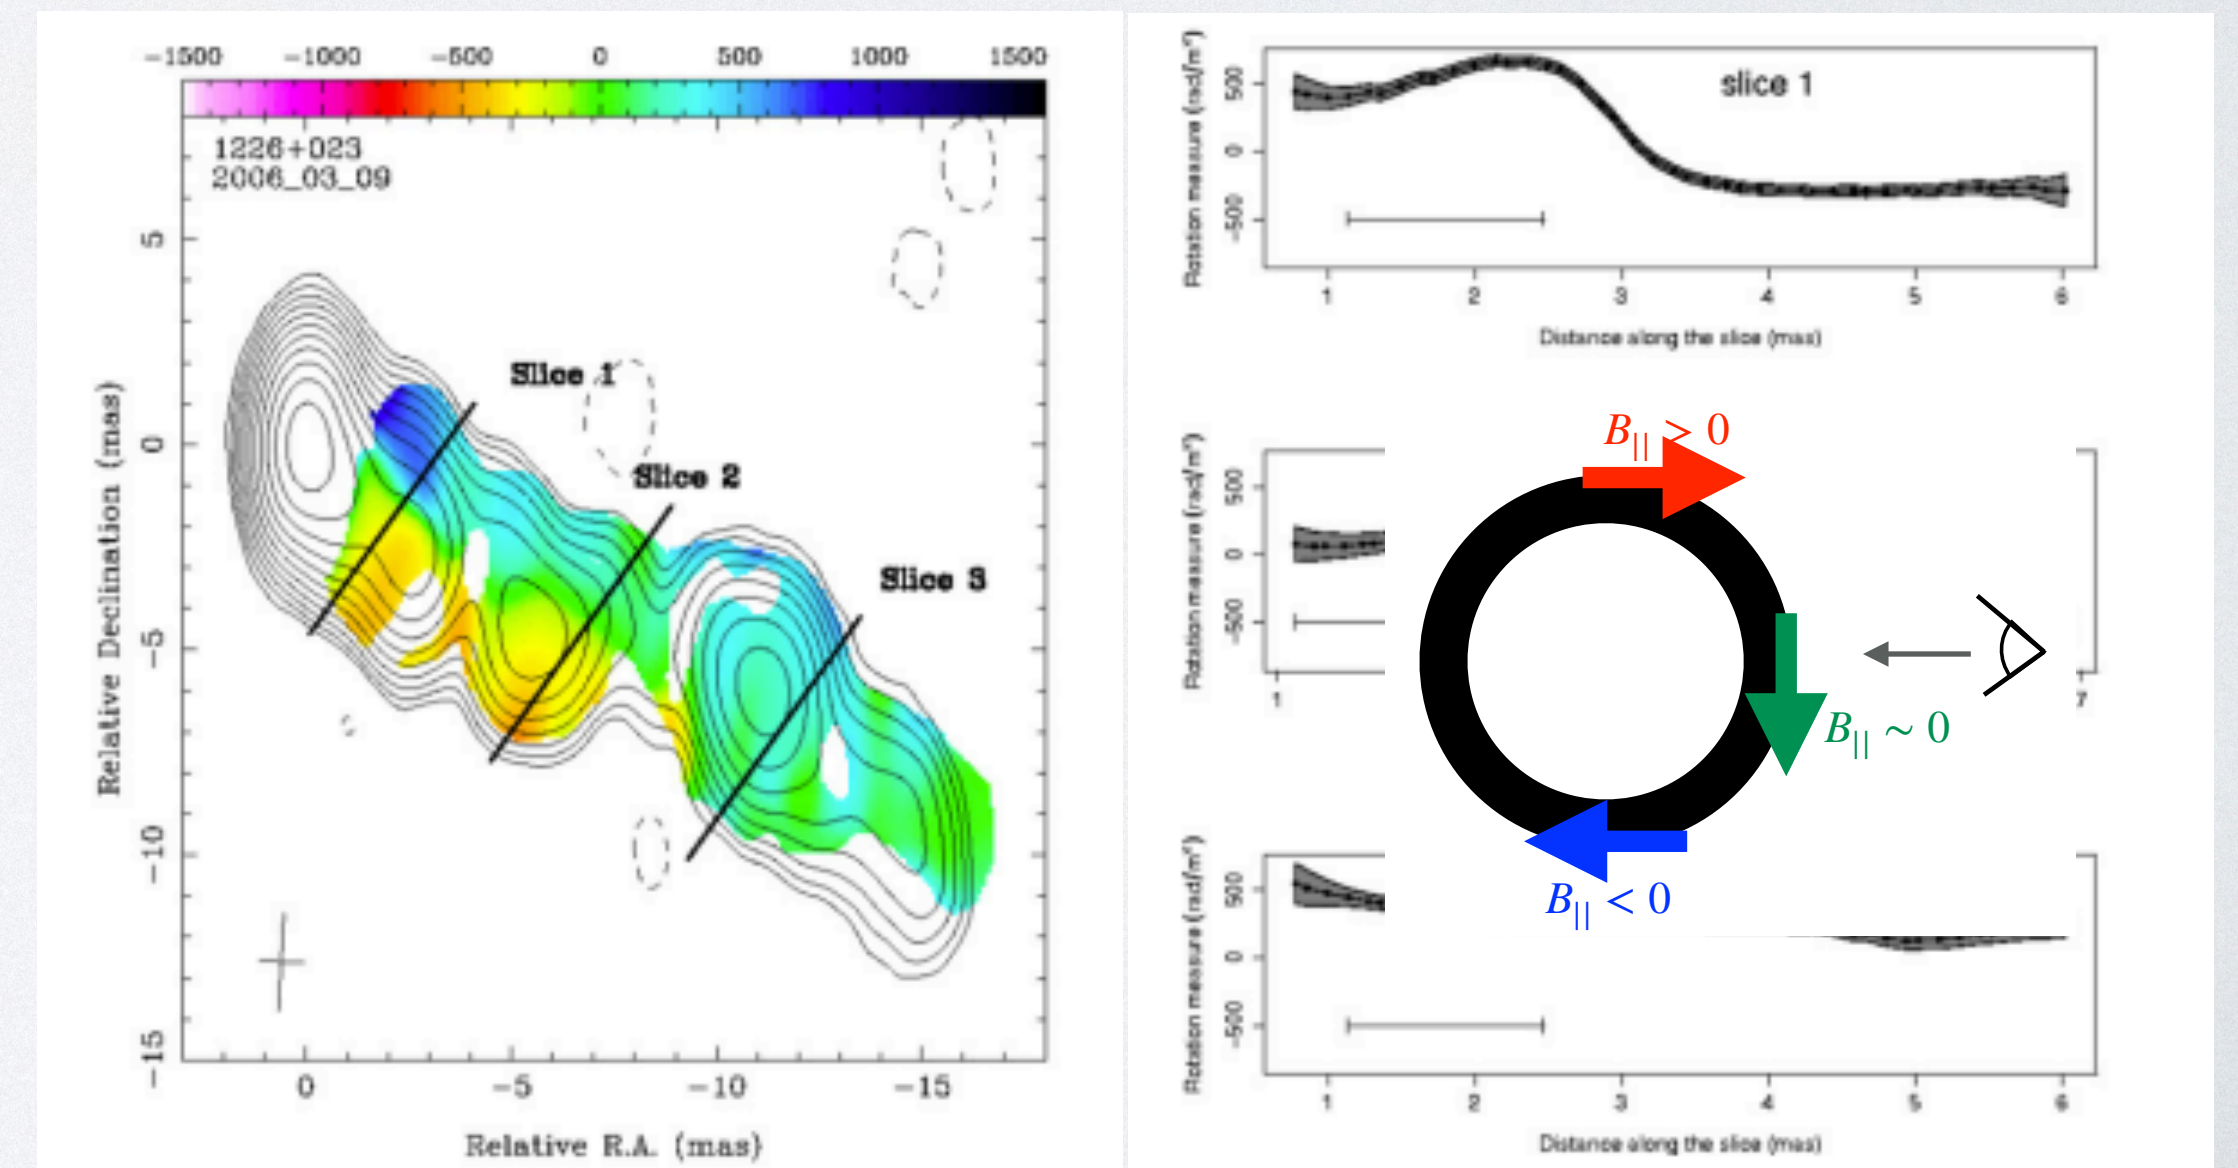 −1500 −1000 −500 0 500 1000 1500
1226+023
2006_03_09
Slice 1
Slice 2
Slice 3
5
0
−5
−10
−15
Relative Declination (mas)
0 −5 −10 −15
Relative R.A. (mas)
slice 1
Rotation measure (rad/m²)
500
0
−500
1 2 3 4 5 6
Distance along the slice (mas)
Rotation measure (rad/m²)
500
0
−500
1 7
B|| > 0
B|| ~ 0
B|| < 0
Rotation measure (rad/m²)
500
0
−500
1 2 3 4 5 6
Distance along the slice (mas)